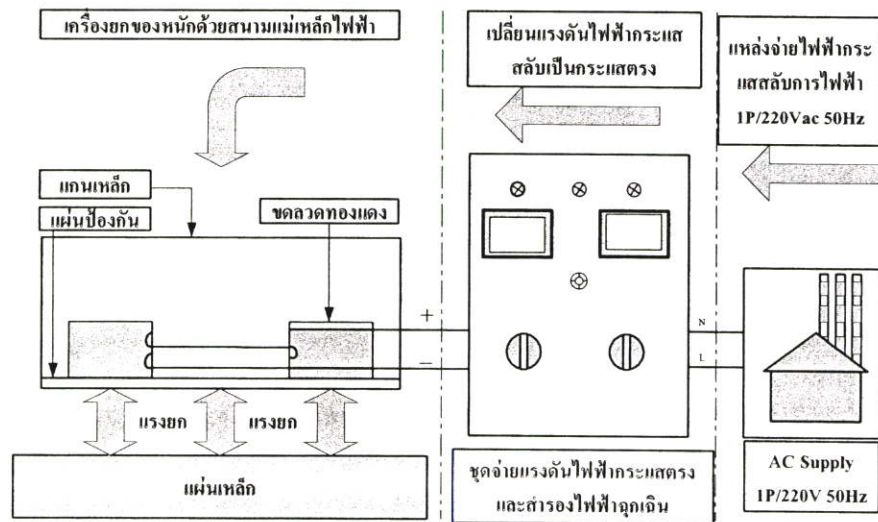 เครื่องยกของหนักด้วยสนามแม่เหล็กไฟฟ้า
เปลี่ยนแรงดันไฟฟ้ากระแส
สลับเป็นกระแสตรง
แหล่งจ่ายไฟฟ้ากระ
แสสลับการไฟฟ้า
1P/220Vac 50Hz
แกนเหล็ก
แผ่นป้องกัน
ขดลวดทองแดง
+
−
N
L
แรงยก
แรงยก
แผ่นเหล็ก
ชุดจ่ายแรงดันไฟฟ้ากระแสตรง
และสำรองไฟฟ้าฉุกเฉิน
AC Supply
1P/220V 50Hz